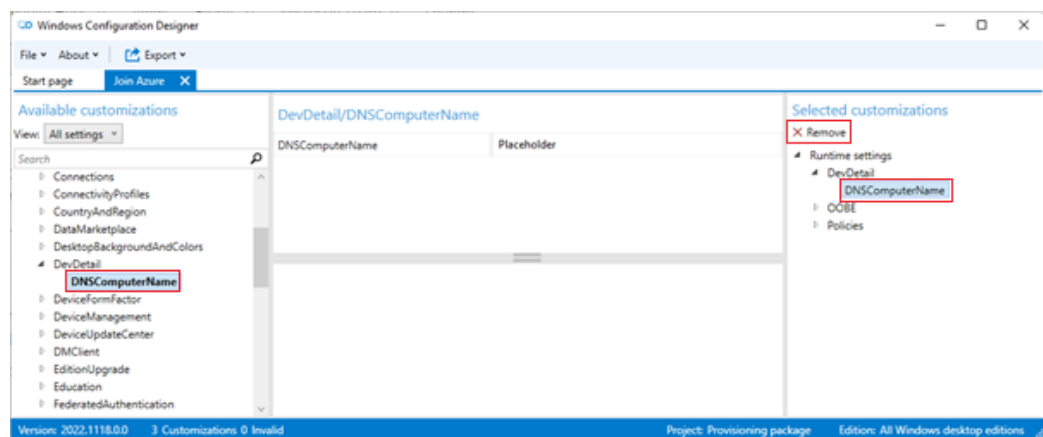 Windows Configuration Designer
File About Export
Start page Join Azure
Available customizations
View: All settings
Search
Connections
ConnectivityProfiles
CountryAndRegion
DataMarketplace
DesktopBackgroundAndColors
DevDetail
DNSComputerName
DeviceFormFactor
DeviceManagement
DeviceUpdateCenter
DMClient
EditionUpgrade
Education
FederatedAuthentication
DevDetail/DNSComputerName
DNSComputerName Placeholder
Selected customizations
Remove
Runtime settings
DevDetail
DNSComputerName
OOBE
Policies
Version: 2022.1118.0.0 3 Customizations 0 Invalid Project: Provisioning package Edition: All Windows desktop editions